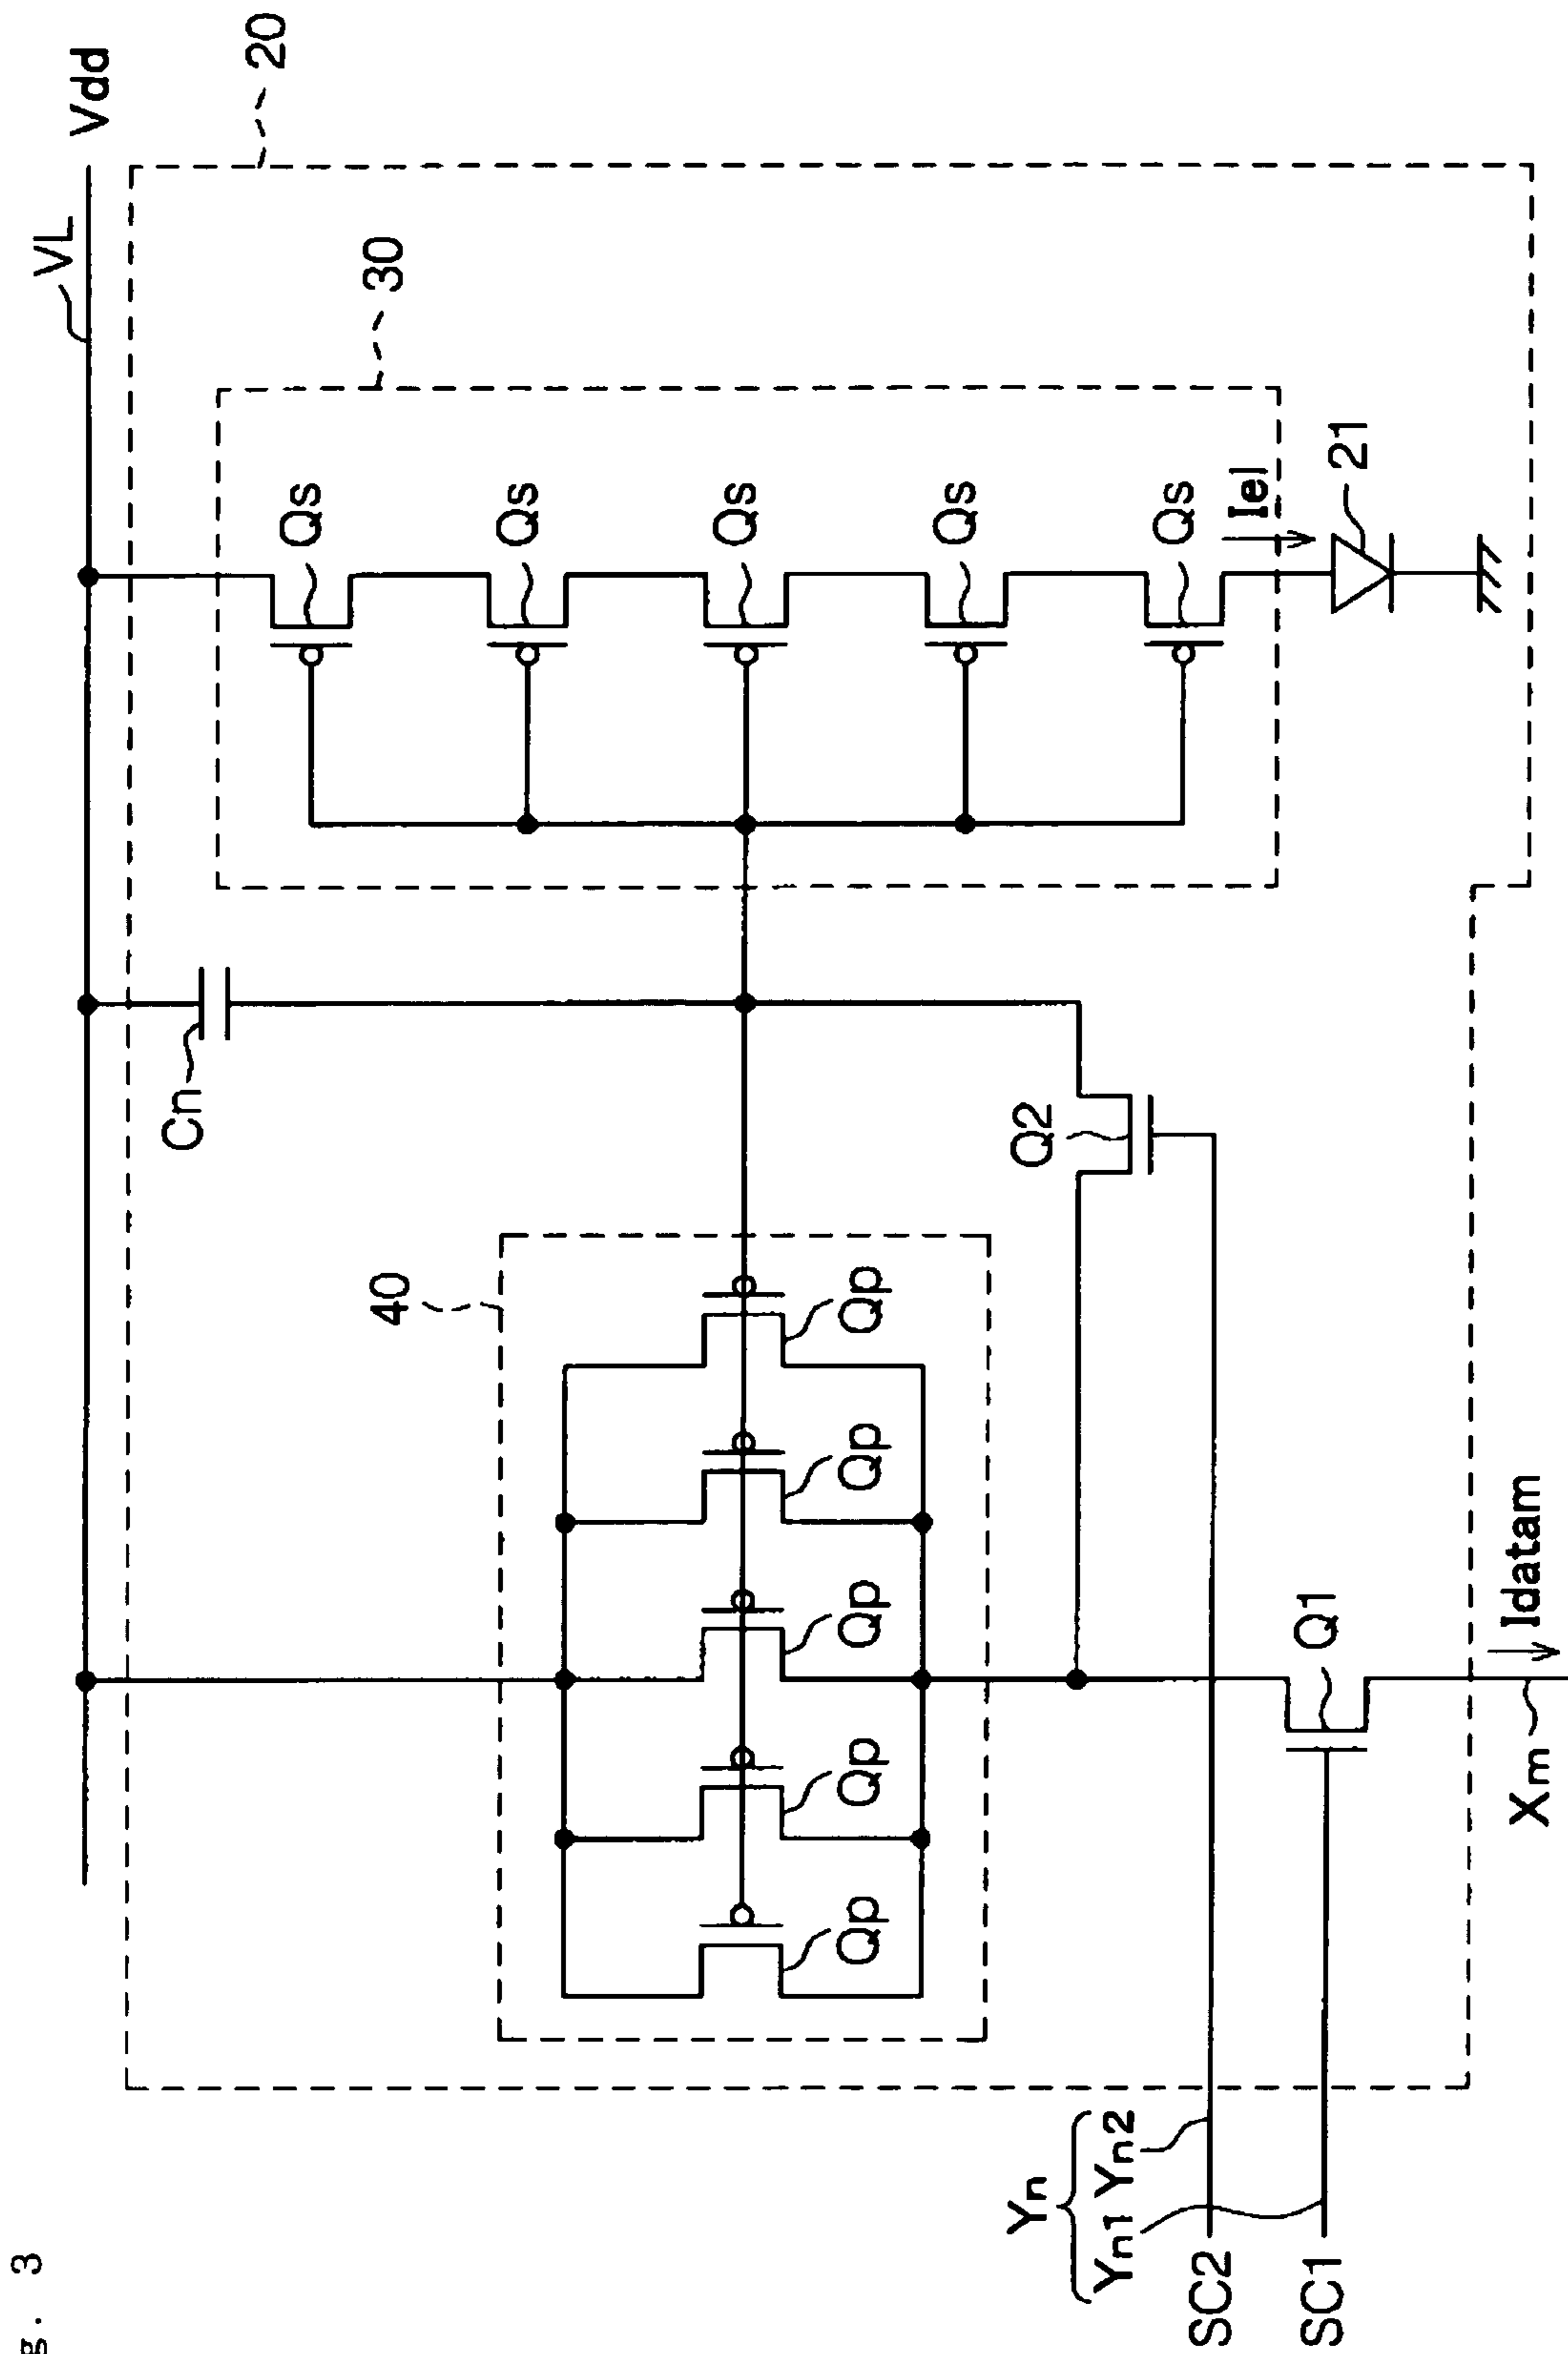 g. 3
VL
Vdd
20
30
Cn
Qs
Qs
Qs
Qs
Qs
Iel
21
40
Qp
Qp
Qp
Qp
Qp
Q2
Q1
Yn
Yn1 Yn2
SC2
SC1
Xm
Idatam